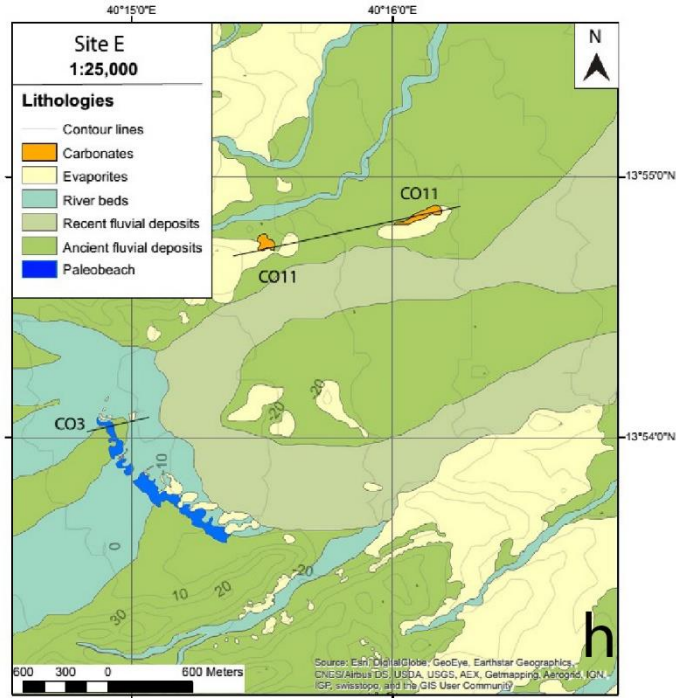 40°15'0"E
40°16'0"E
Site E
1:25,000
N
Lithologies
Contour lines
Carbonates
Evaporites
River beds
Recent fluvial deposits
Ancient fluvial deposits
Paleobeach
13°55'0"N
CO11
CO11
-20
-20
CO3
13°54'0"N
-10
0
-20
10
20
30
h
600 300 0 600 Meters
Source: Esri, DigitalGlobe, GeoEye, Earthstar Geographics,
CNES/Airbus DS, USDA, USGS, AEX, Getmapping, Aerogrid, IGN,
IGP, swisstopo, and the GIS User Community